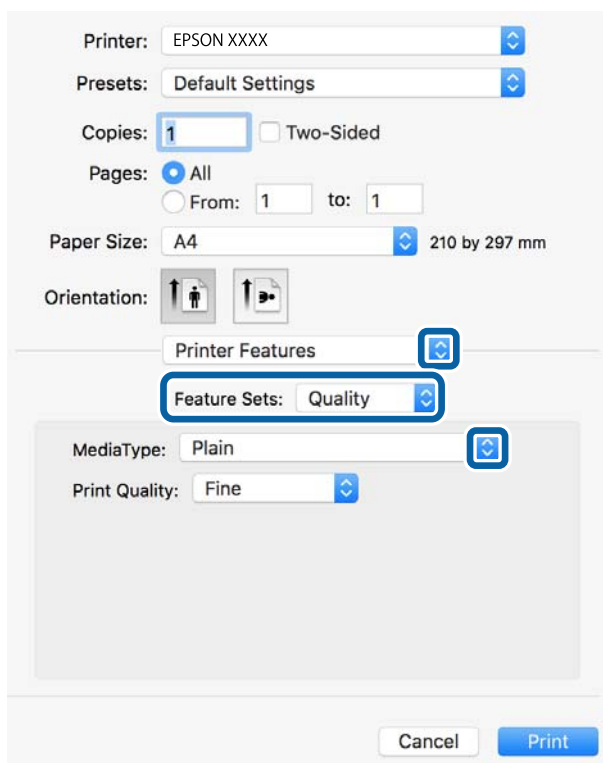 Printer: EPSON XXXX
Presets: Default Settings
Copies: 1 Two-Sided
Pages: All
From: 1 to: 1
Paper Size: A4 210 by 297 mm
Orientation:
Printer Features
Feature Sets: Quality
MediaType: Plain
Print Quality: Fine
Cancel Print